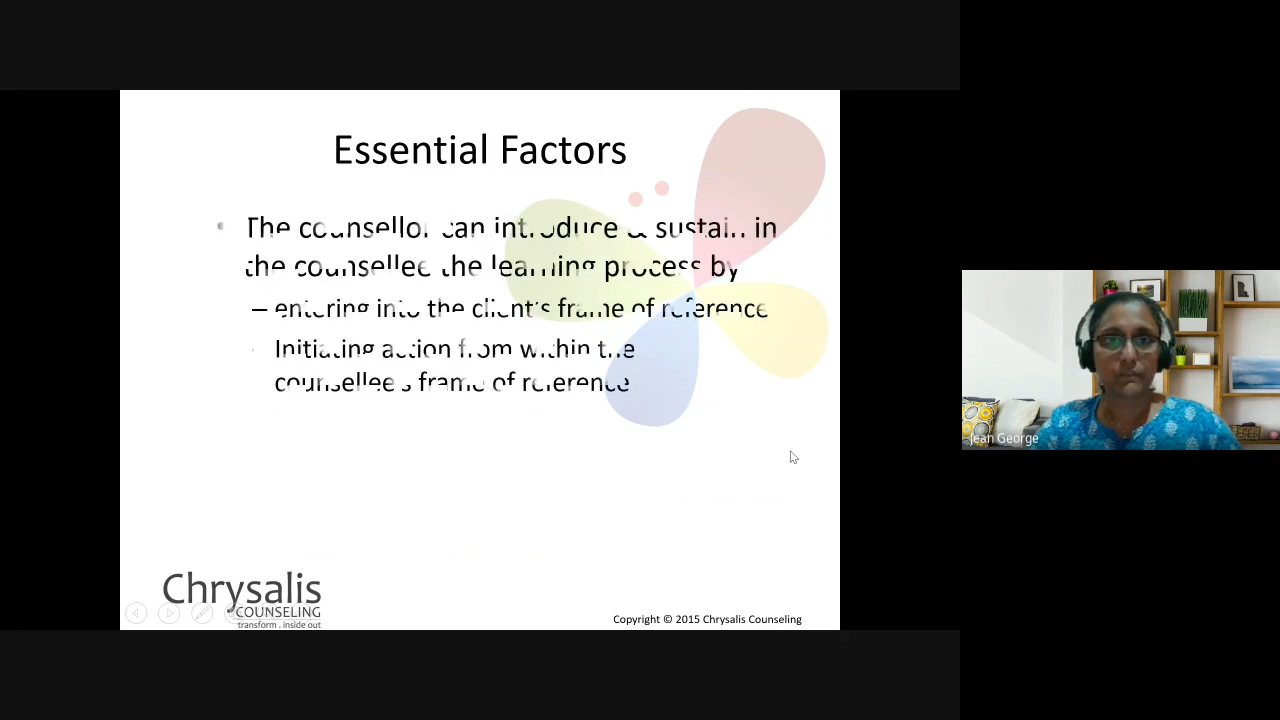 Essential Factors
The counsellor can introduce & sustain in
the counsellee the learning process by
– entering into the client's frame of reference
Initiating action from within the
counsellee's frame of reference
Jean George
Chrysalis
COUNSELING
transform . inside out
Copyright © 2015 Chrysalis Counseling